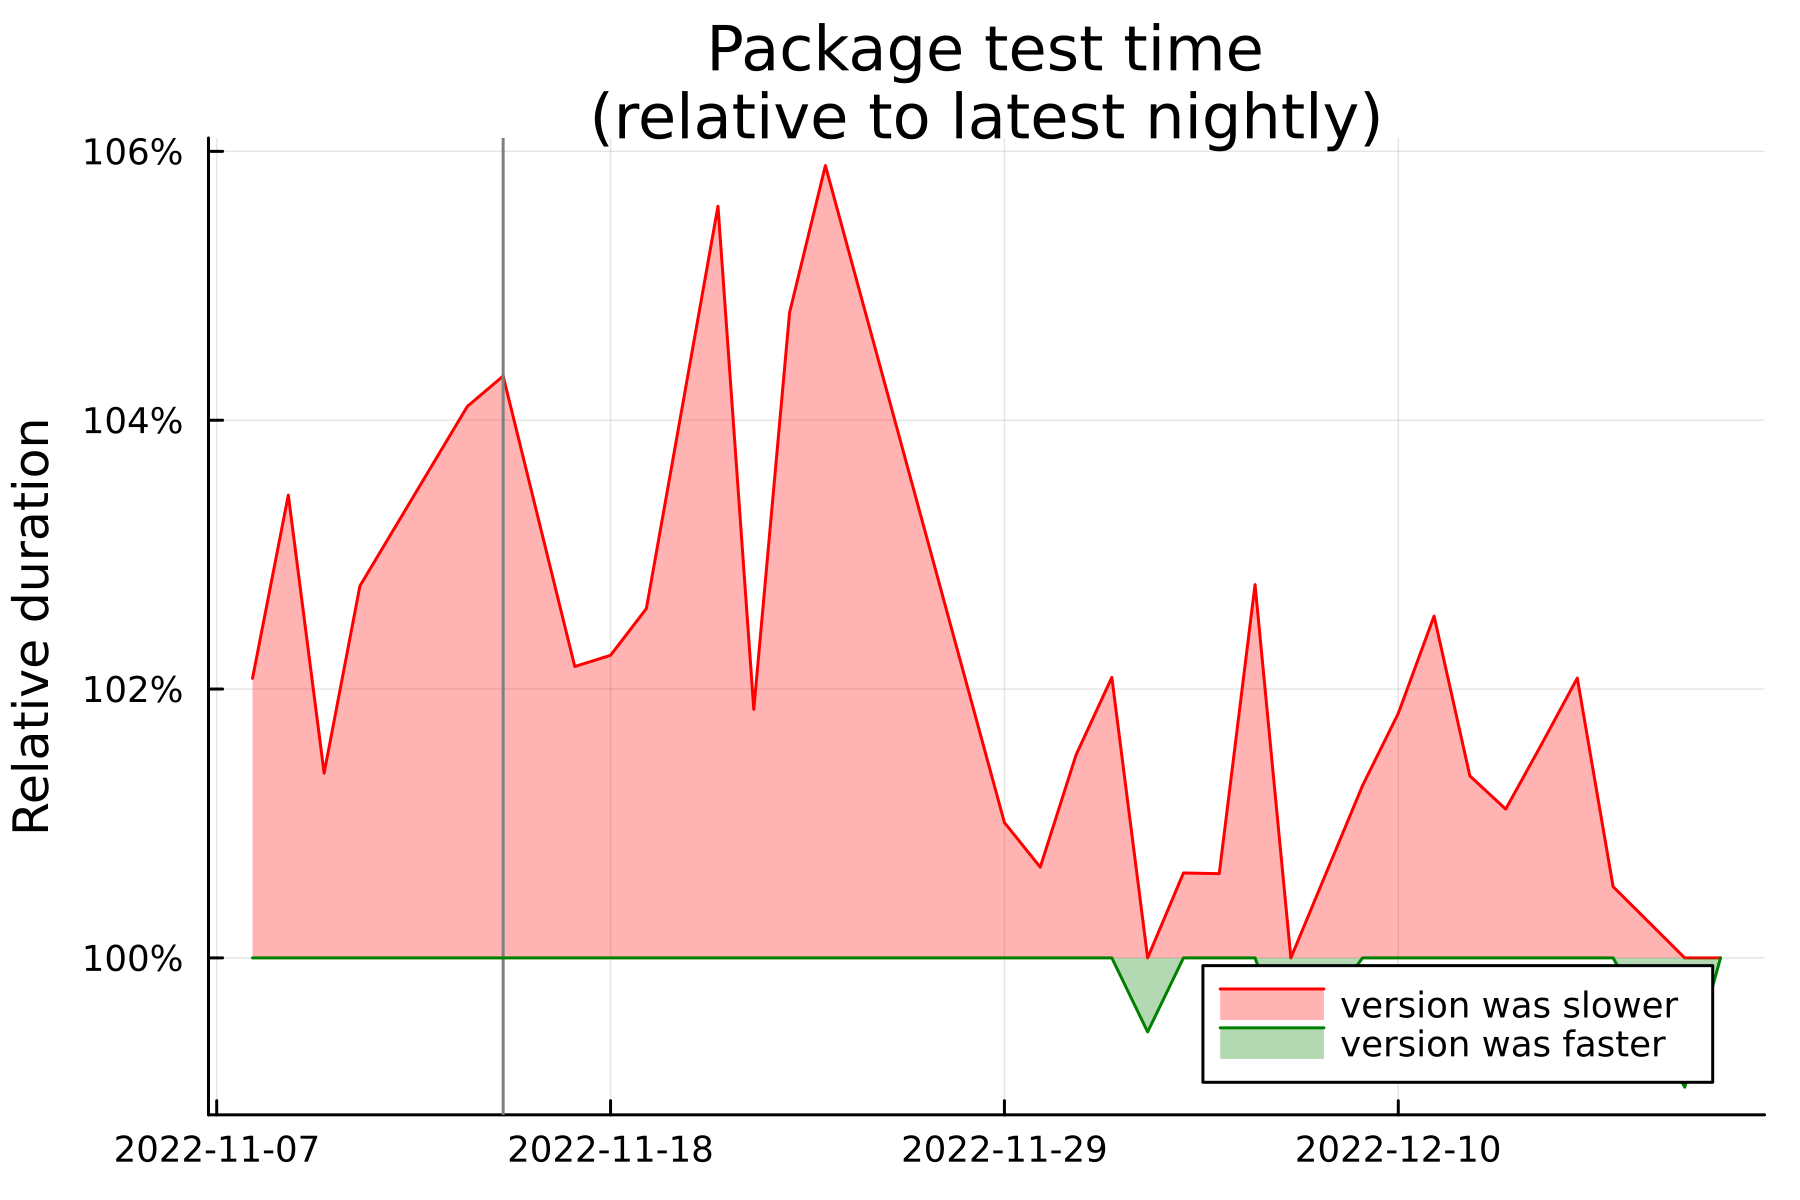 Package test time
(relative to latest nightly)
106%
104%
102%
100%
Relative duration
version was slower
version was faster
2022-11-07
2022-11-18
2022-11-29
2022-12-10